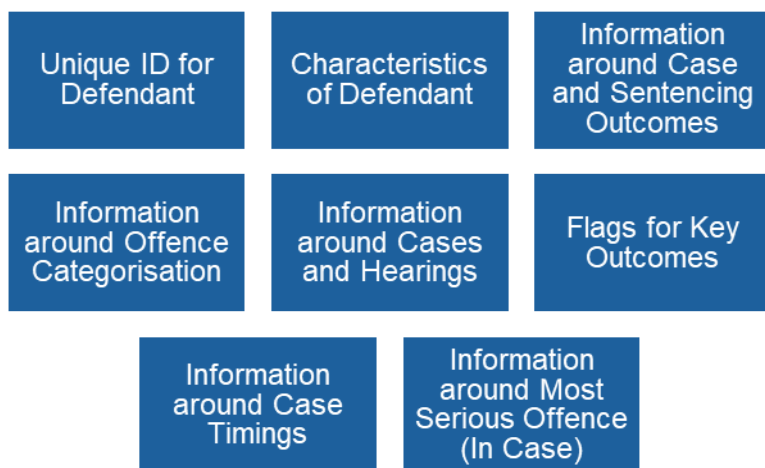 Unique ID for
Defendant
Characteristics
of Defendant
Information
around Case
and Sentencing
Outcomes
Information
around Offence
Categorisation
Information
around Cases
and Hearings
Flags for Key
Outcomes
Information
around Case
Timings
Information
around Most
Serious Offence
(In Case)